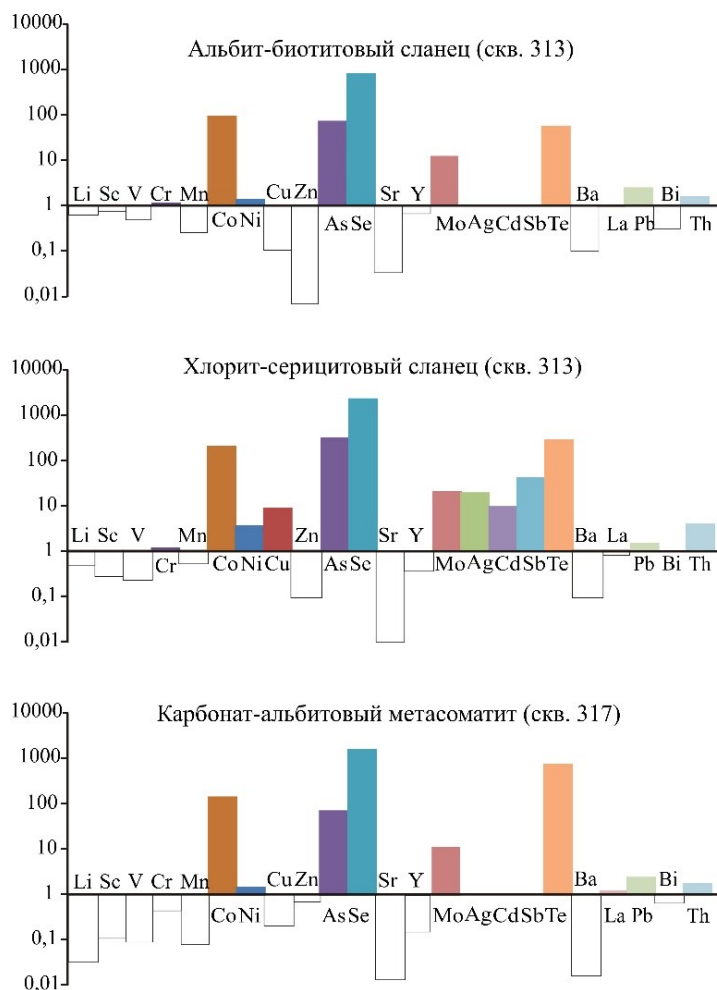 10000
Альбит-биотитовый сланец (скв. 313)
1000
100
10
Li Sc V Cr Mn Cu Zn Sr Y Ba Bi
1
Co Ni As Se Mo Ag Cd Sb Te La Pb Th
0,1
0,01
10000
Хлорит-серицитовый сланец (скв. 313)
1000
100
10
Li Sc V Mn Zn Sr Y Ba La
1
Cr Co Ni Cu As Se Mo Ag Cd Sb Te Pb Bi Th
0,1
0,01
10000
Карбонат-альбитовый метасоматит (скв. 317)
1000
100
10
Li Sc V Cr Mn Cu Zn Sr Y Ba Bi
1
Co Ni As Se Mo Ag Cd Sb Te La Pb Th
0,1
0,01